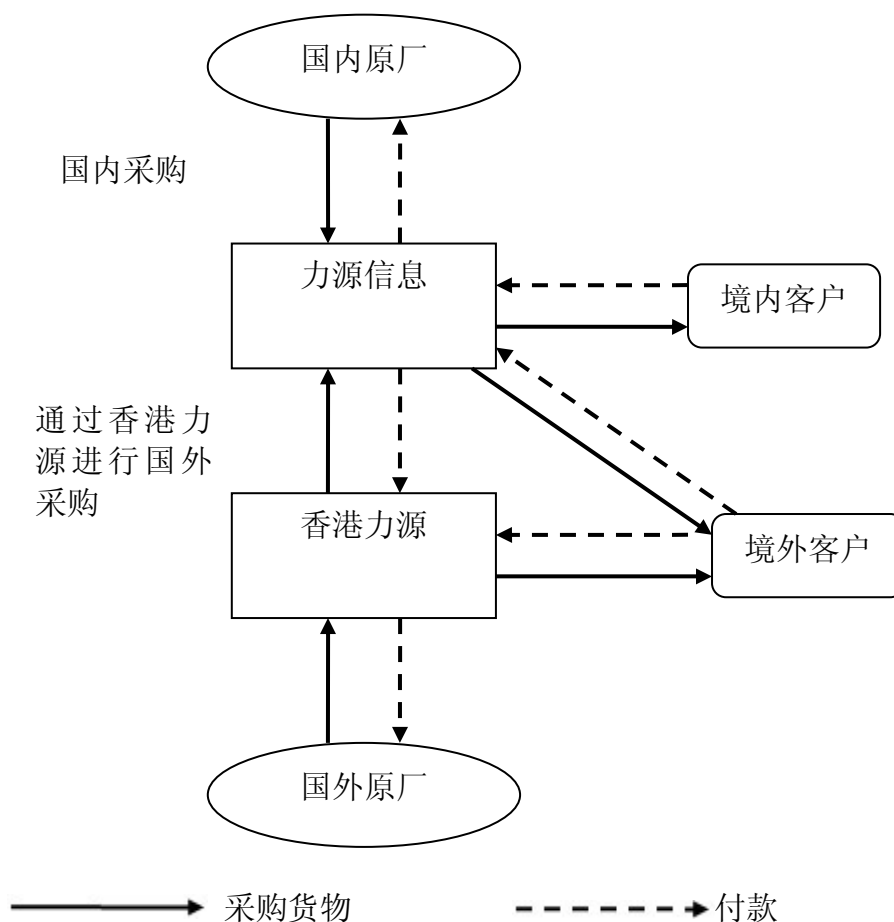 国内原厂
国内采购
力源信息
境内客户
通过香港力
源进行国外
采购
香港力源
境外客户
国外原厂
采购货物
付款